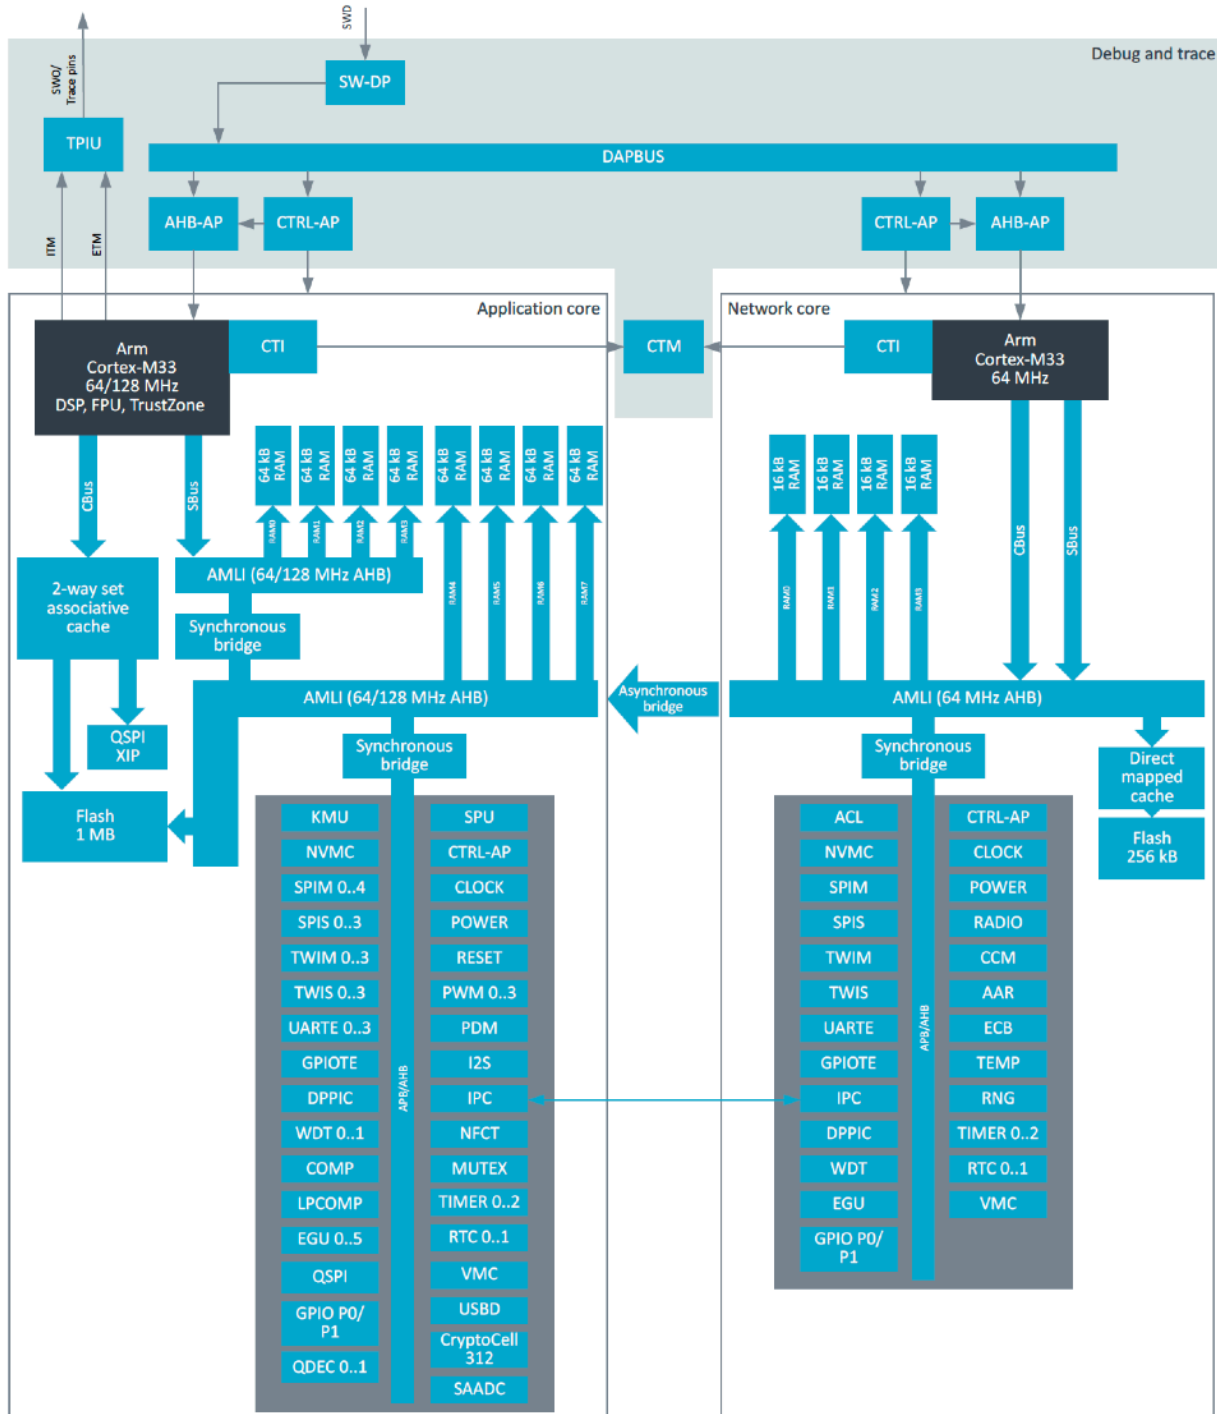 SWD
Debug and trace
SWO/
Trace pins
SW-DP
TPIU
DAPBUS
AHB-AP
CTRL-AP
CTRL-AP
AHB-AP
ITM
ETM
Application core
Network core
Arm
Cortex-M33
64/128 MHz
DSP, FPU, TrustZone
CTI
CTM
CTI
Arm
Cortex-M33
64 MHz
CBus
SBus
64 kB
RAM
64 kB
RAM
64 kB
RAM
64 kB
RAM
64 kB
RAM
64 kB
RAM
64 kB
RAM
64 kB
RAM
RAM0
RAM1
RAM2
RAM3
RAM4
RAM5
RAM6
RAM7
16 kB
RAM
16 kB
RAM
16 kB
RAM
16 kB
RAM
RAM0
RAM1
RAM2
RAM3
CBus
SBus
AMLI (64/128 MHz AHB)
2-way set
associative
cache
Synchronous
bridge
AMLI (64/128 MHz AHB)
Asynchronous
bridge
AMLI (64 MHz AHB)
QSPI
XIP
Synchronous
bridge
Synchronous
bridge
Direct
mapped
cache
Flash
1 MB
Flash
256 kB
KMU
NVMC
SPIM 0..4
SPIS 0..3
TWIM 0..3
TWIS 0..3
UARTE 0..3
GPIOTE
DPPIC
WDT 0..1
COMP
LPCOMP
EGU 0..5
QSPI
GPIO P0/
P1
QDEC 0..1
APB/AHB
SPU
CTRL-AP
CLOCK
POWER
RESET
PWM 0..3
PDM
I2S
IPC
NFCT
MUTEX
TIMER 0..2
RTC 0..1
VMC
USBD
CryptoCell
312
SAADC
ACL
NVMC
SPIM
SPIS
TWIM
TWIS
UARTE
GPIOTE
IPC
DPPIC
WDT
EGU
GPIO P0/
P1
APB/AHB
CTRL-AP
CLOCK
POWER
RADIO
CCM
AAR
ECB
TEMP
RNG
TIMER 0..2
RTC 0..1
VMC